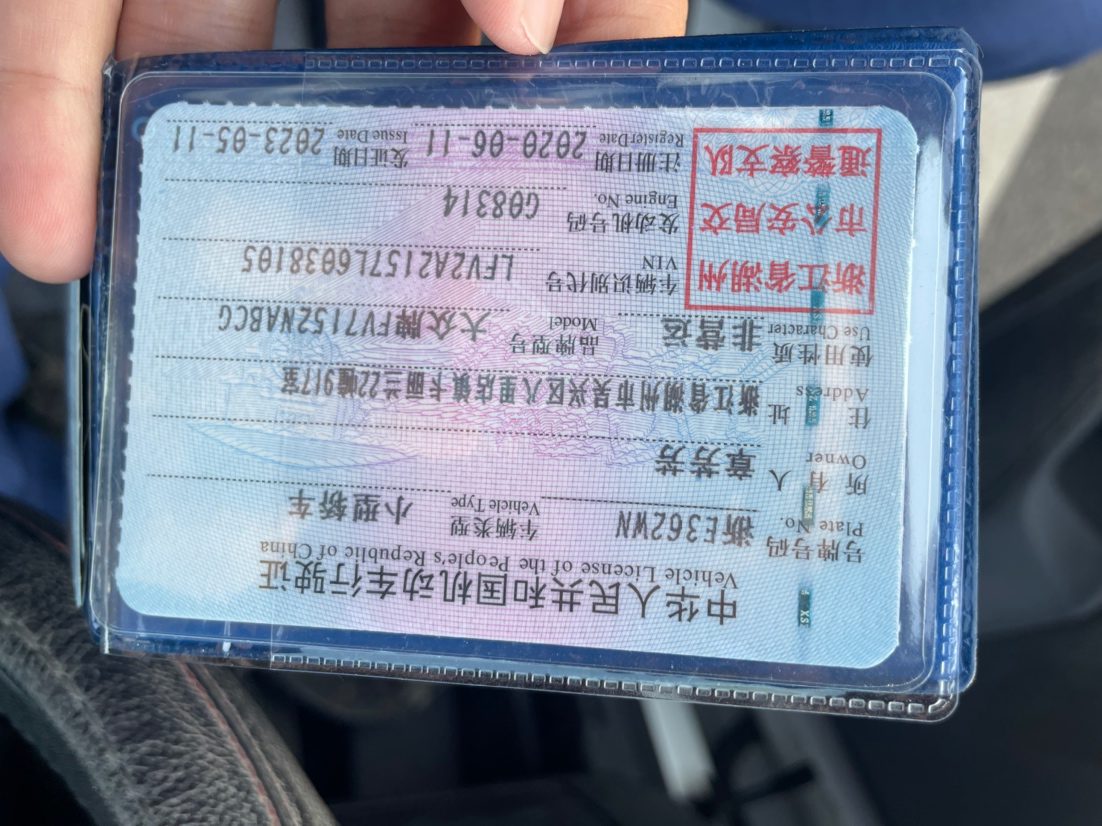 中华人民共和国机动车行驶证
Vehicle License of the People's Republic of China
号牌号码 浙E362WN 车辆类型 小型轿车
Plate No. Vehicle Type
所有人 章芳芳
Owner
住址 浙江省湖州市吴兴区八里店镇卡丽兰22幢917室
Address
使用性质 非营运 品牌型号 大众牌FV7152NABCG
Use Character Model
浙江省湖州
市公安局交
通警察支队
车辆识别代号 LFV2A2157L6038105
VIN
发动机号码 G08314
Engine No.
注册日期 2020-06-11 发证日期 2023-05-11
RegisterDate Issue Date